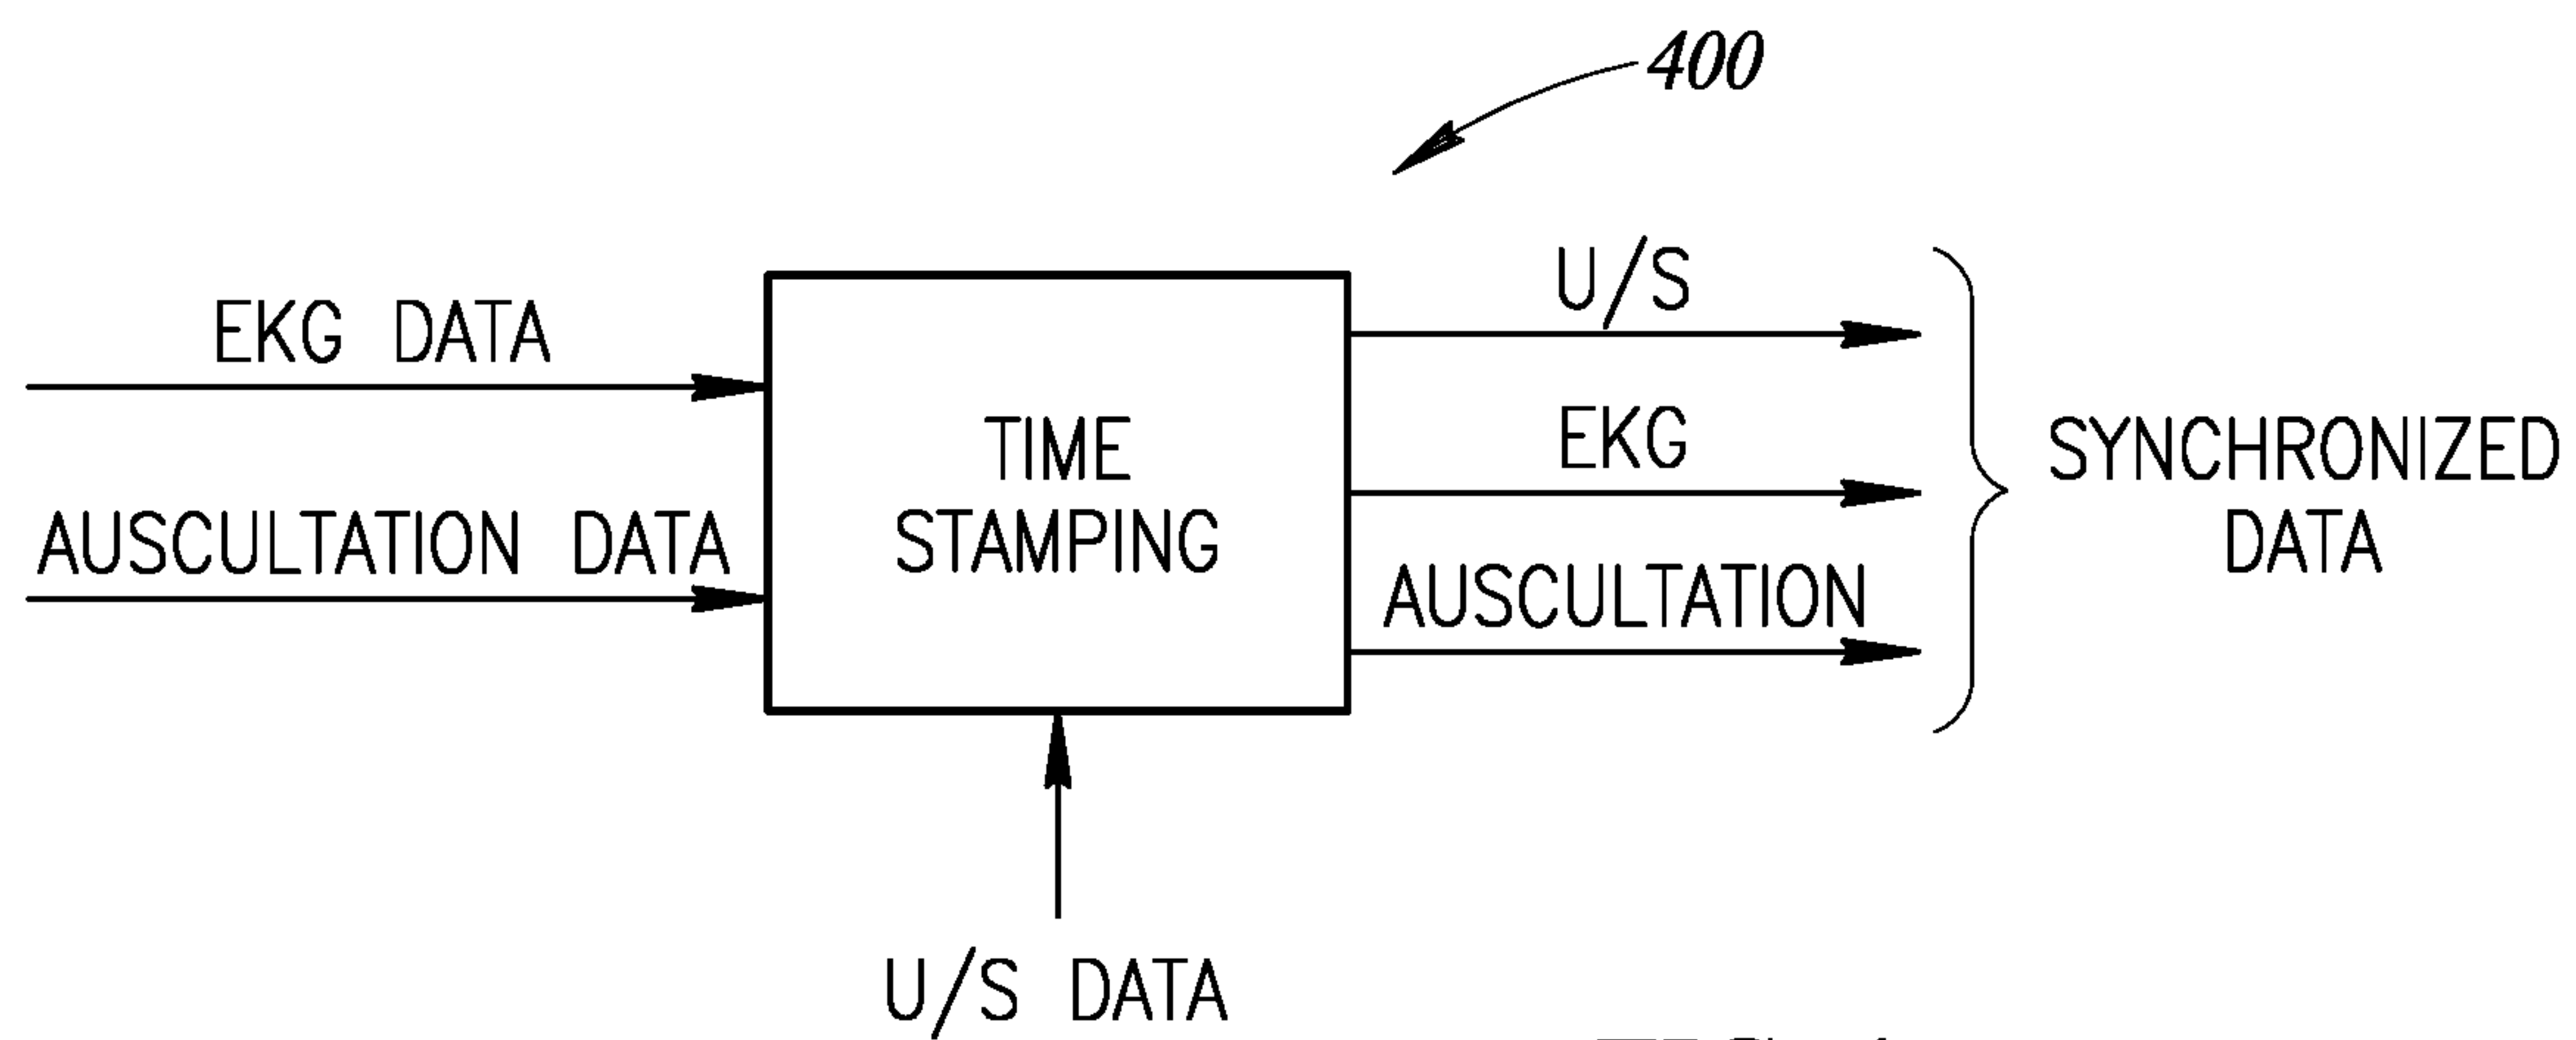 400
U/S
EKG DATA
EKG
TIME
STAMPING
SYNCHRONIZED
DATA
AUSCULTATION DATA
AUSCULTATION
U/S DATA